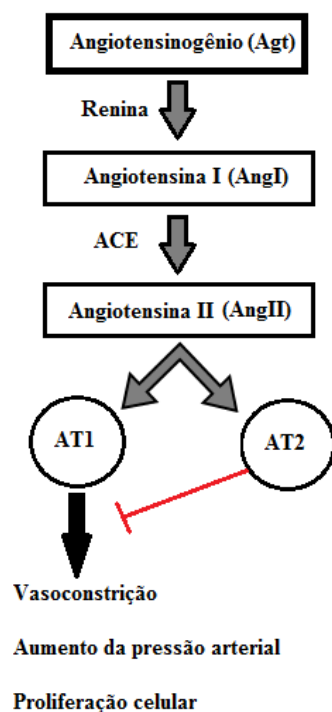 Angiotensinogênio (Agt)
Renina
Angiotensina I (AngI)
ACE
Angiotensina II (AngII)
AT1
AT2
Vasoconstrição
Aumento da pressão arterial
Proliferação celular